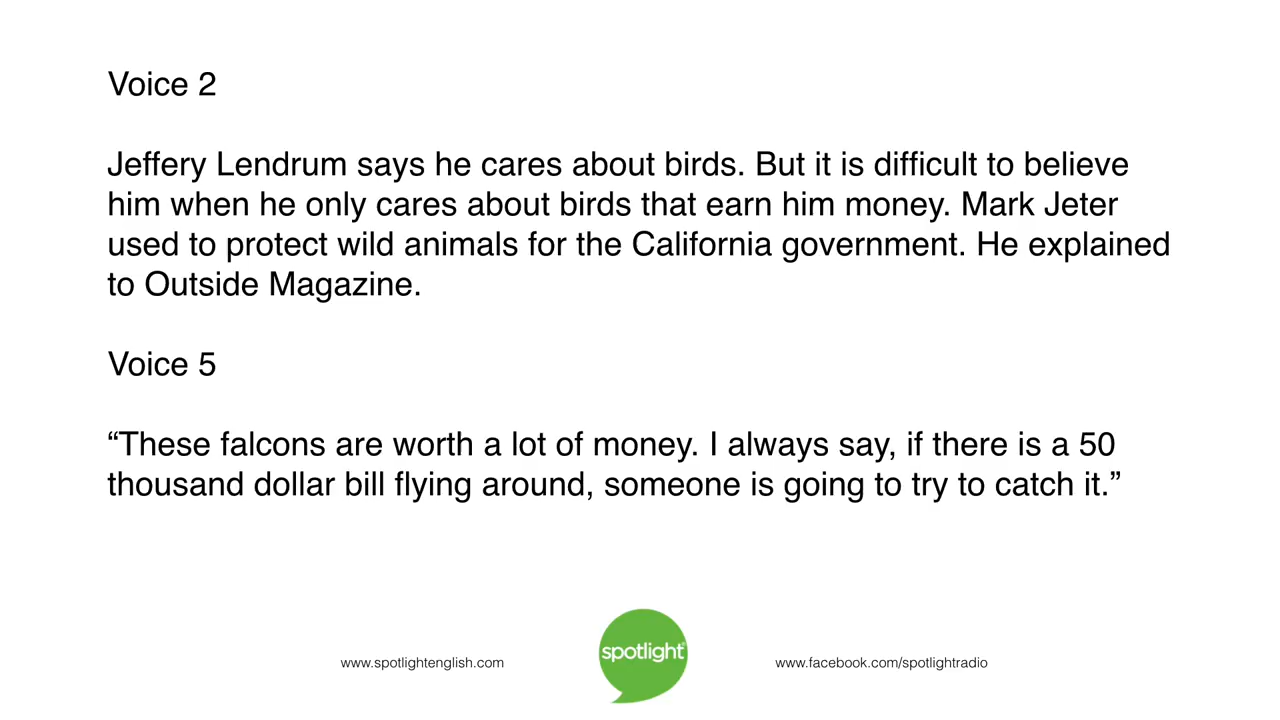 Voice 2
Jeffery Lendrum says he cares about birds. But it is difficult to believe
him when he only cares about birds that earn him money. Mark Jeter
used to protect wild animals for the California government. He explained
to Outside Magazine.
Voice 5
“These falcons are worth a lot of money. I always say, if there is a 50
thousand dollar bill flying around, someone is going to try to catch it.”
www.spotlightenglish.com
spotlight
www.facebook.com/spotlightradio